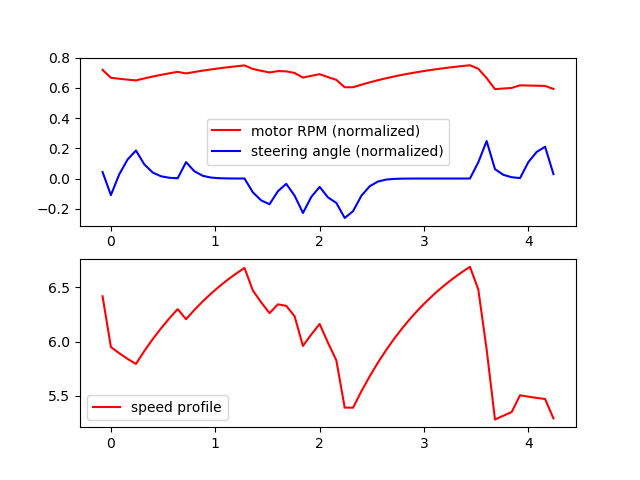 0.8
0.6
0.4
0.2
0.0
−0.2
motor RPM (normalized)
steering angle (normalized)
0 1 2 3 4
6.5
6.0
5.5
speed profile
0 1 2 3 4